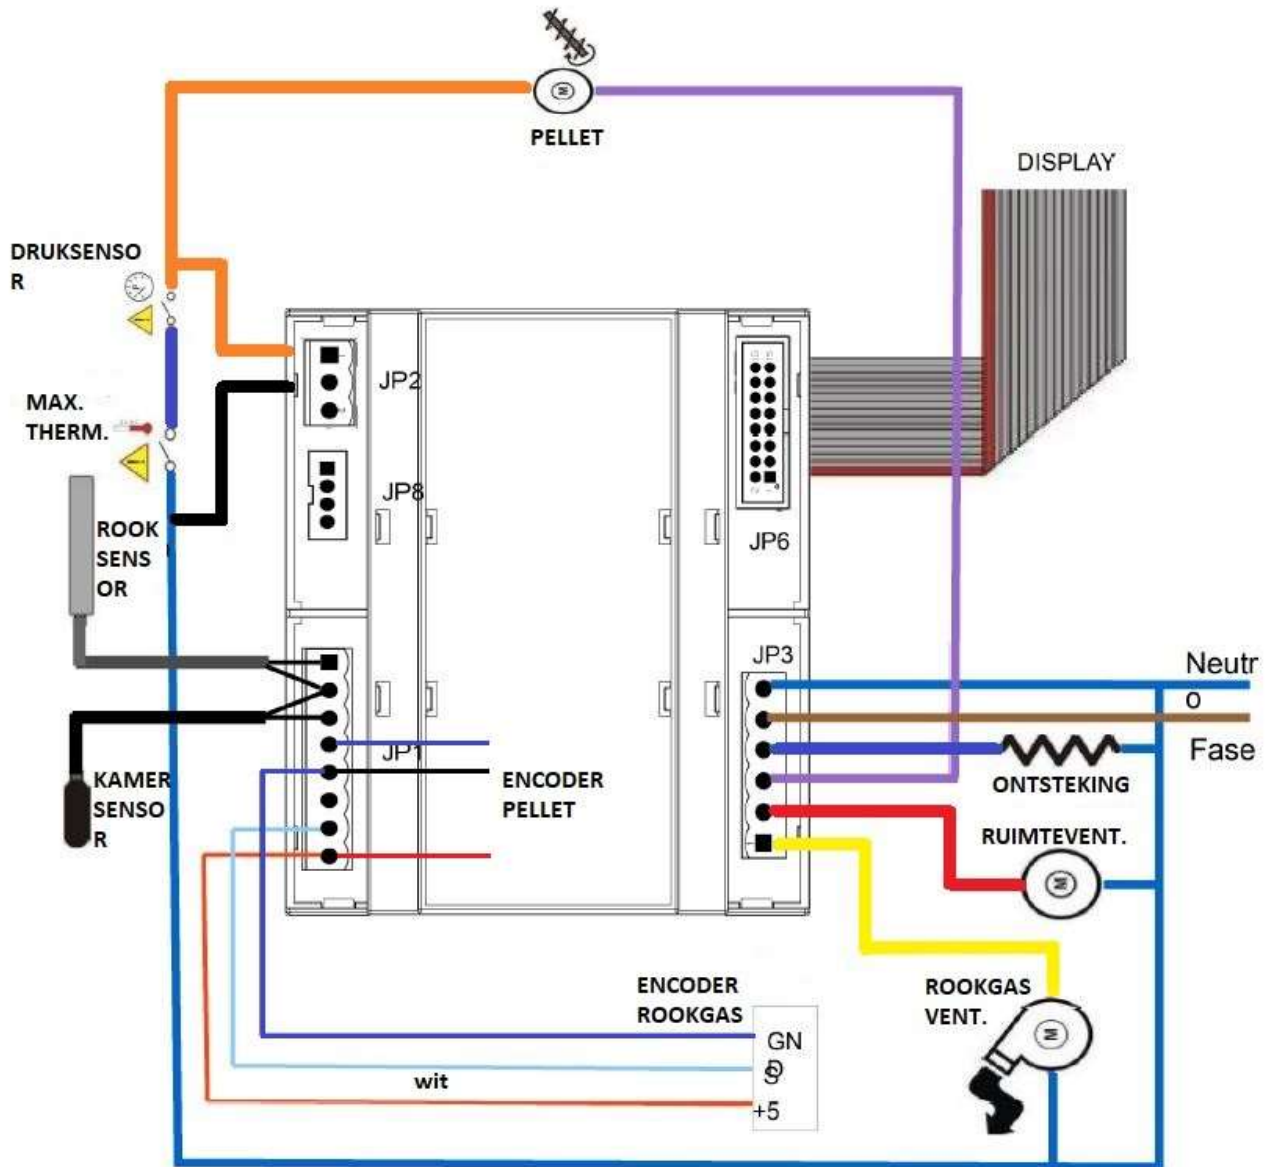 PELLET
DISPLAY
DRUKSENSO
R
JP2
MAX.
THERM.
JP8
ROOK
SENS
OR
JP6
JP3
Neutr
o
Fase
JP1
ENCODER
PELLET
ONTSTEKING
KAMER
SENSO
R
RUIMTEVENT.
ENCODER
ROOKGAS
ROOKGAS
VENT.
GN
D
S
wit
+5
M
M
M